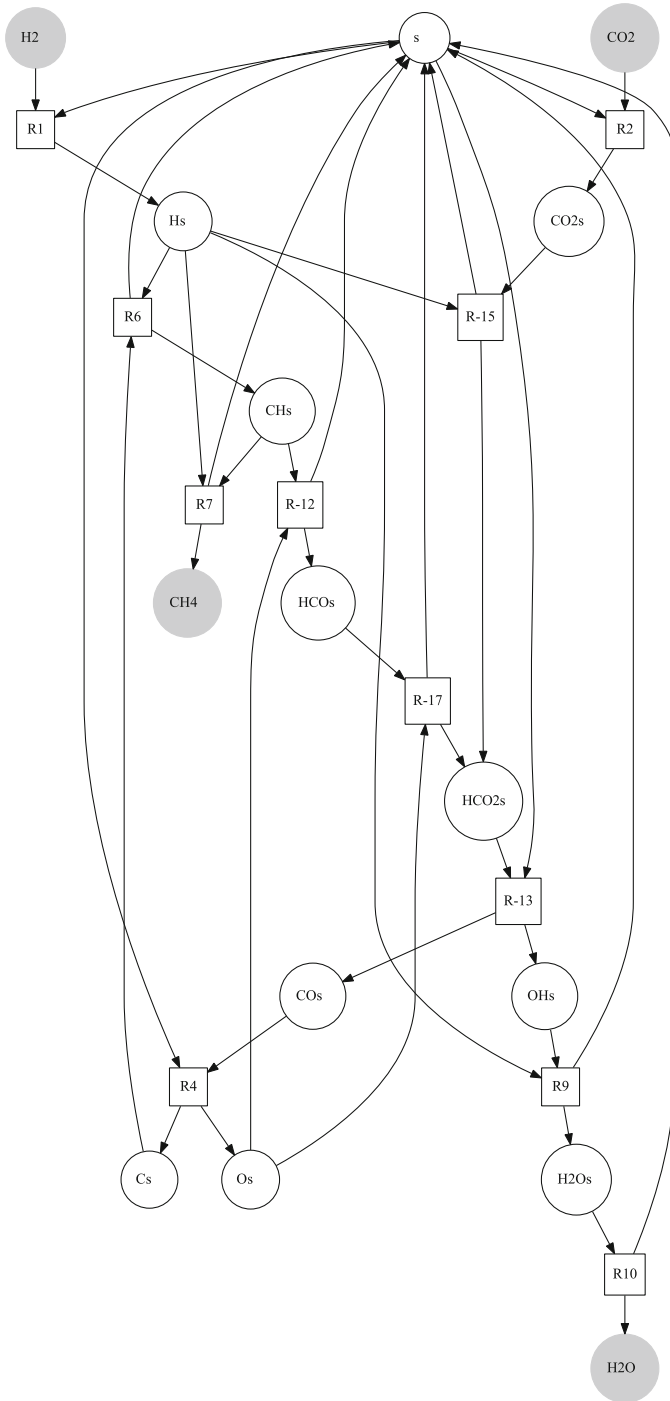 H2
s
CO2
R1
R2
Hs
CO2s
R6
R-15
CHs
R7
R-12
CH4
HCOs
R-17
HCO2s
R-13
COs
OHs
R4
R9
Cs
Os
H2Os
R10
H2O